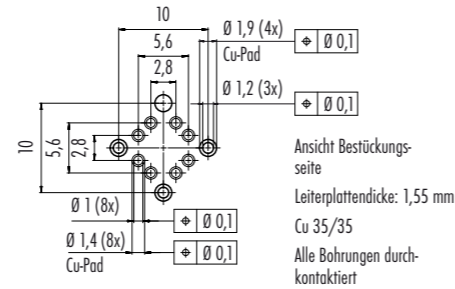 10
5,6
2,8
Ø 1,9 (4x)
Cu-Pad
⌖ Ø 0,1
Ø 1,2 (3x)
⌖ Ø 0,1
10
5,6
2,8
Ansicht Bestückungs-
seite
Leiterplattendicke: 1,55 mm
Cu 35/35
Alle Bohrungen durch-
kontaktiert
Ø 1 (8x)
⌖ Ø 0,1
Ø 1,4 (8x)
Cu-Pad
⌖ Ø 0,1